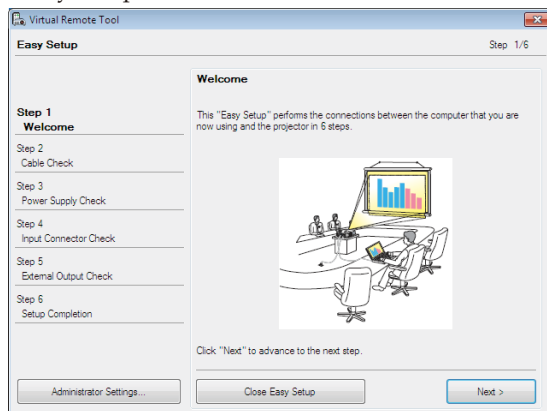 Virtual Remote Tool
Easy Setup
Step 1/6
Step 1
Welcome
Step 2
Cable Check
Step 3
Power Supply Check
Step 4
Input Connector Check
Step 5
External Output Check
Step 6
Setup Completion
Welcome
This "Easy Setup" performs the connections between the computer that you are
now using and the projector in 6 steps.
Click "Next" to advance to the next step.
Administrator Settings...
Close Easy Setup
Next >